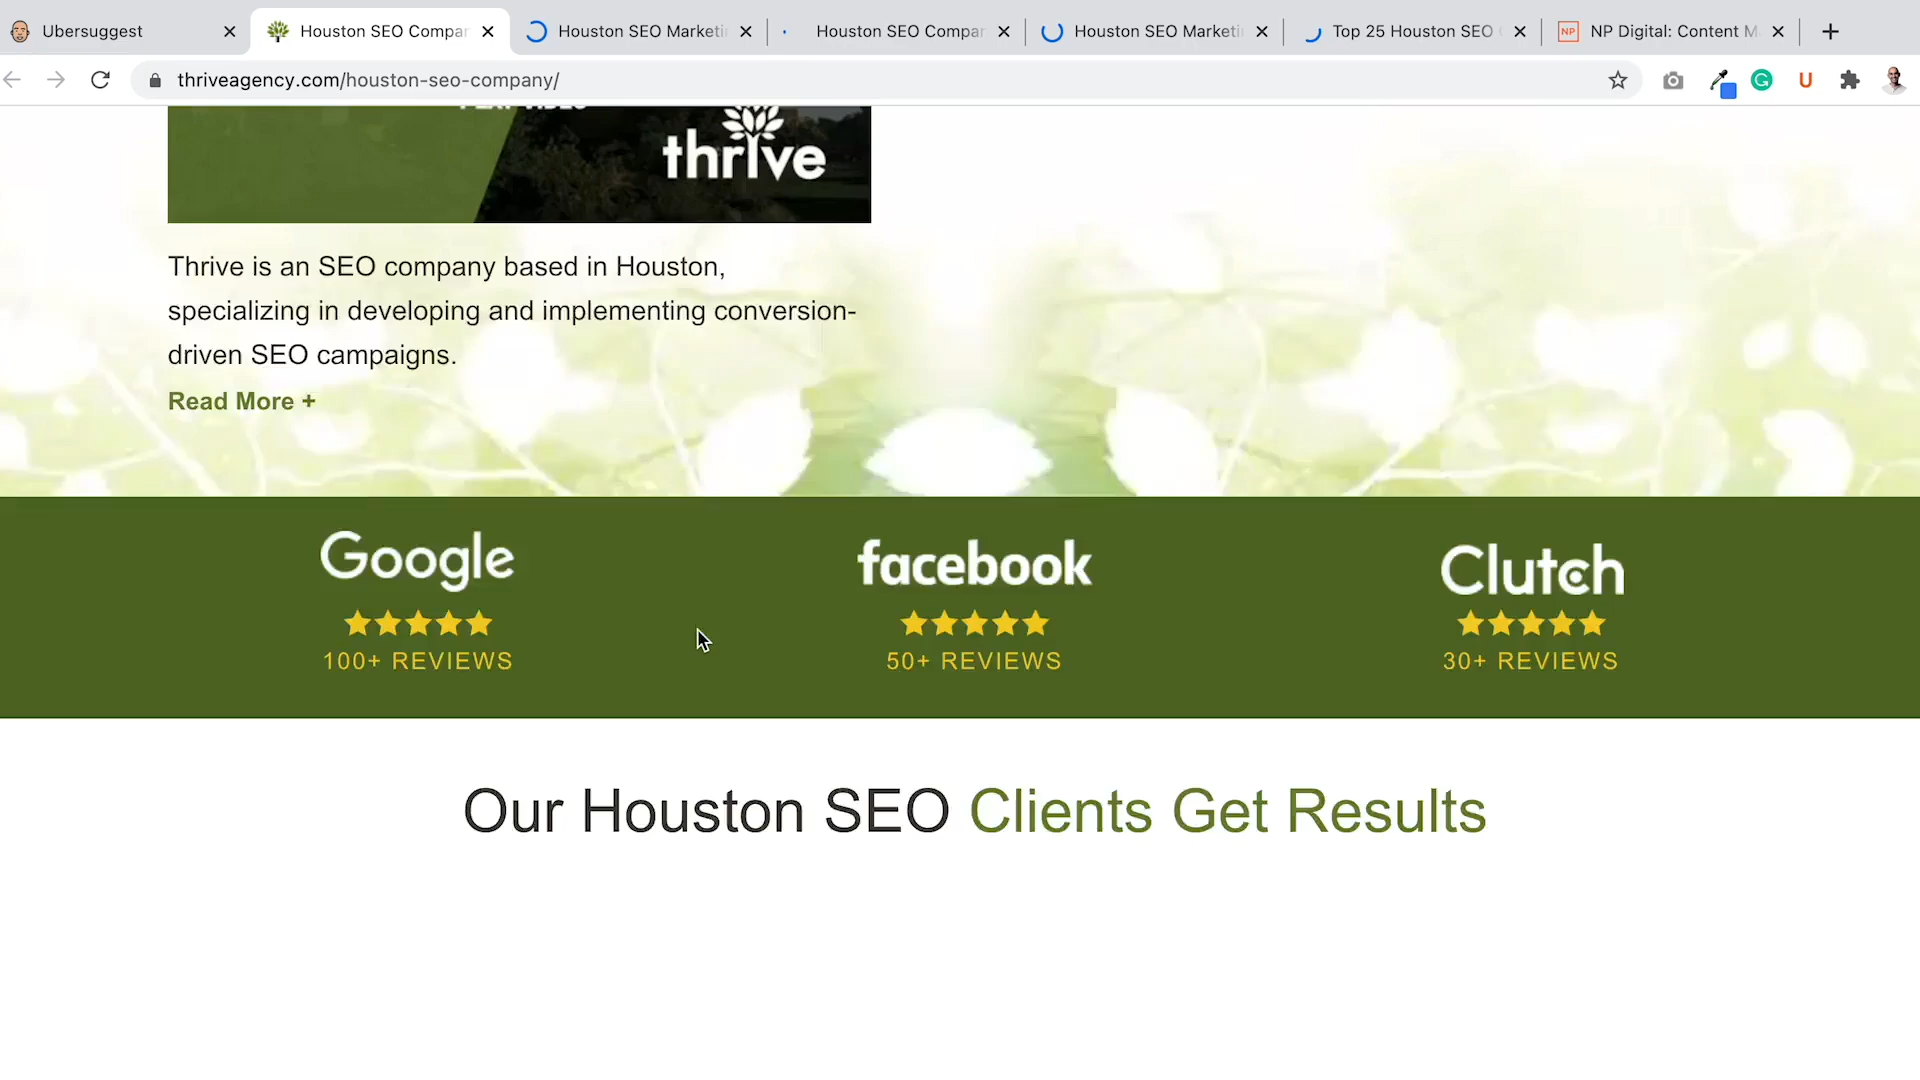 Ubersuggest
Houston SEO Compar
Houston SEO Marketi
Houston SEO Compar
Houston SEO Marketi
Top 25 Houston SEO
NP Digital: Content M
thriveagency.com/houston-seo-company/
PLAY VIDEO
thrive
Thrive is an SEO company based in Houston,
specializing in developing and implementing conversion-
driven SEO campaigns.
Read More +
Google
facebook
Clutch
100+ REVIEWS
50+ REVIEWS
30+ REVIEWS
Our Houston SEO Clients Get Results